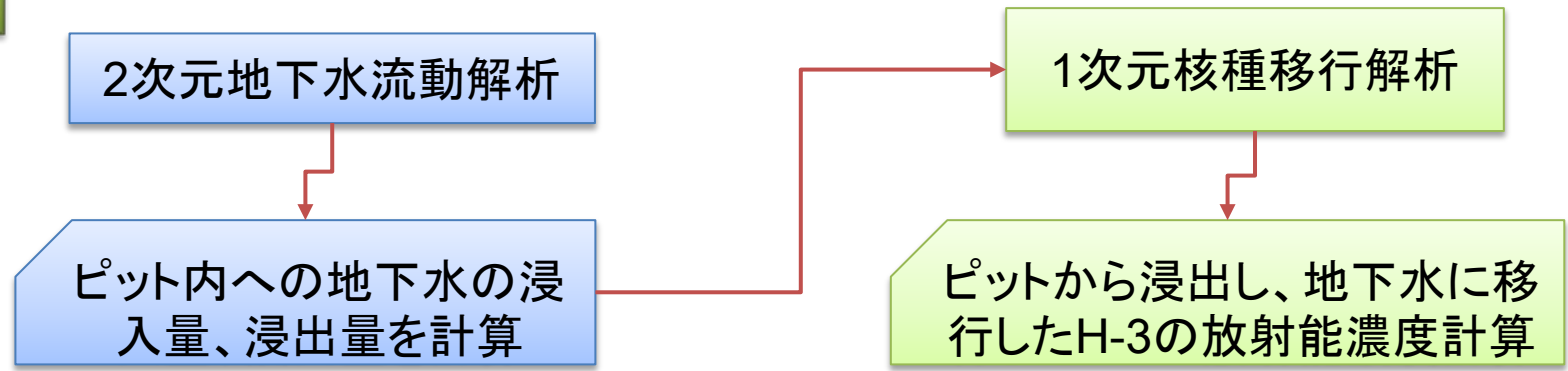 2次元地下水流動解析
ピット内への地下水の浸
入量、浸出量を計算
1次元核種移行解析
ピットから浸出し、地下水に移
行したH-3の放射能濃度計算